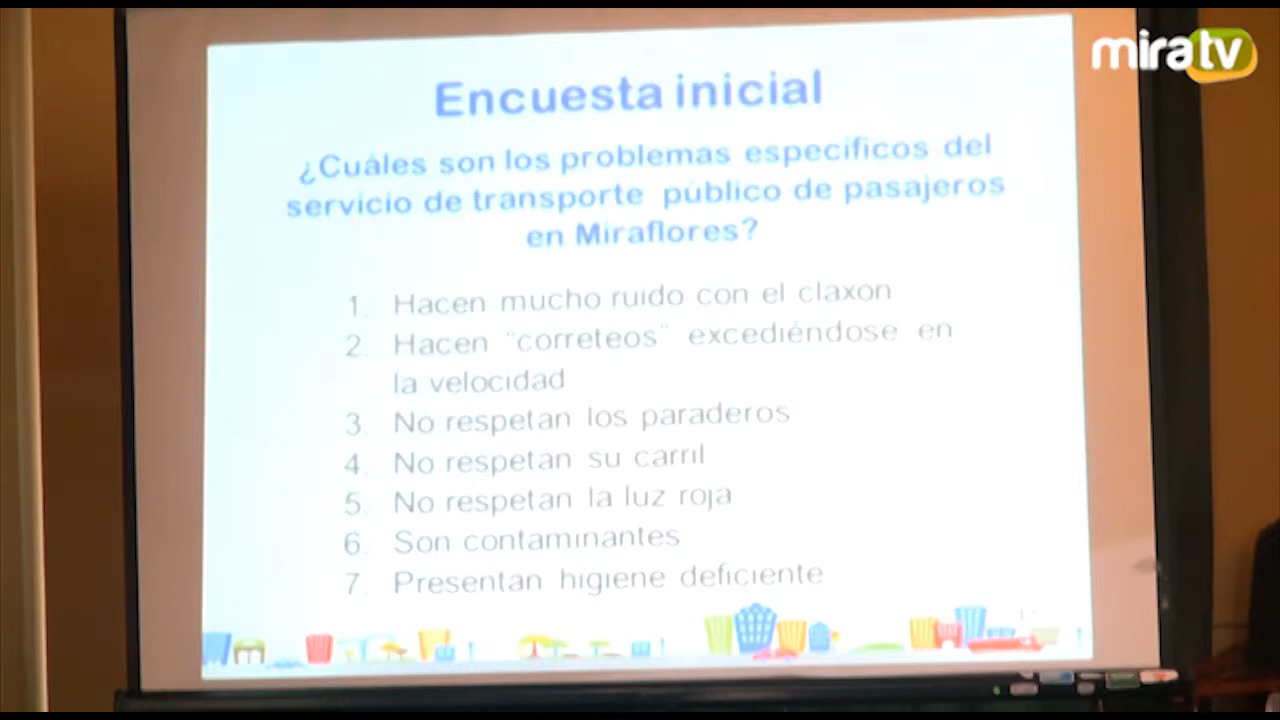 miratv
Encuesta inicial
¿Cuáles son los problemas específicos del
servicio de transporte público de pasajeros
en Miraflores?
1. Hacen mucho ruido con el claxon
2. Hacen “correteos” excediéndose en
la velocidad
3. No respetan los paraderos
4. No respetan su carril
5. No respetan la luz roja
6. Son contaminantes
7. Presentan higiene deficiente